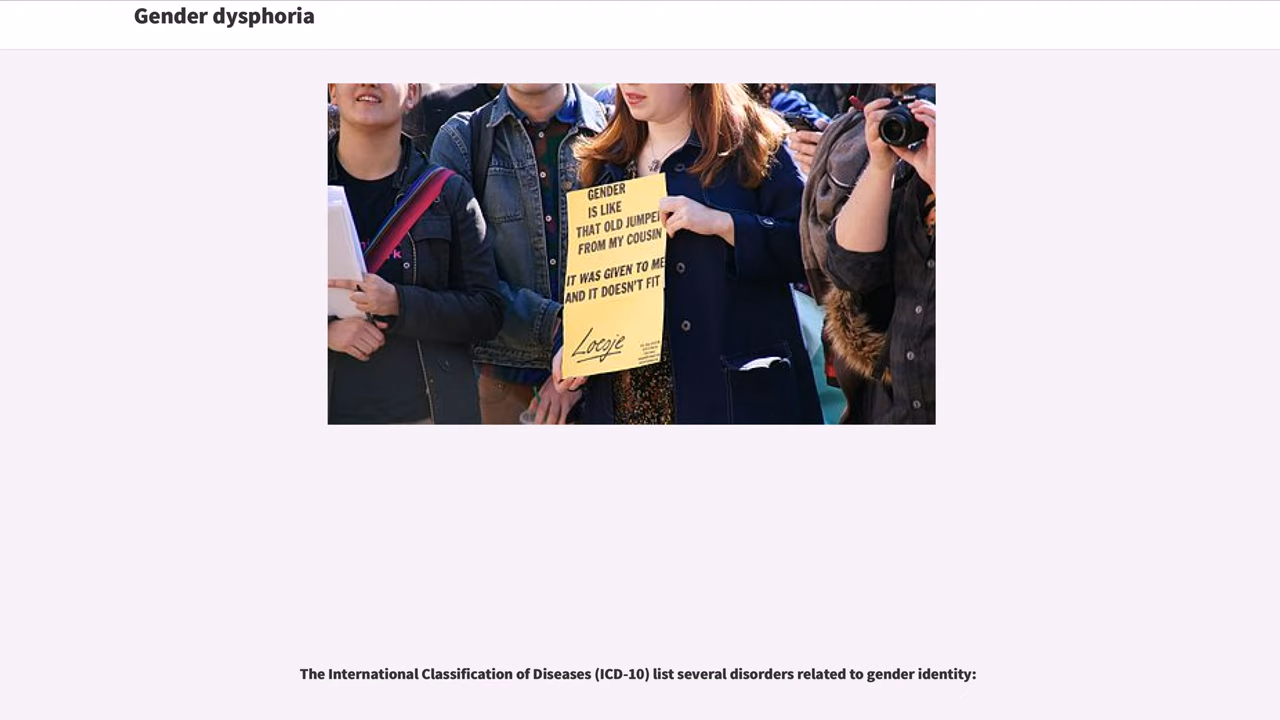 Gender dysphoria
GENDER
IS LIKE
THAT OLD JUMPER
FROM MY COUSIN
IT WAS GIVEN TO ME
AND IT DOESN'T FIT
Loesje
The International Classification of Diseases (ICD-10) list several disorders related to gender identity: